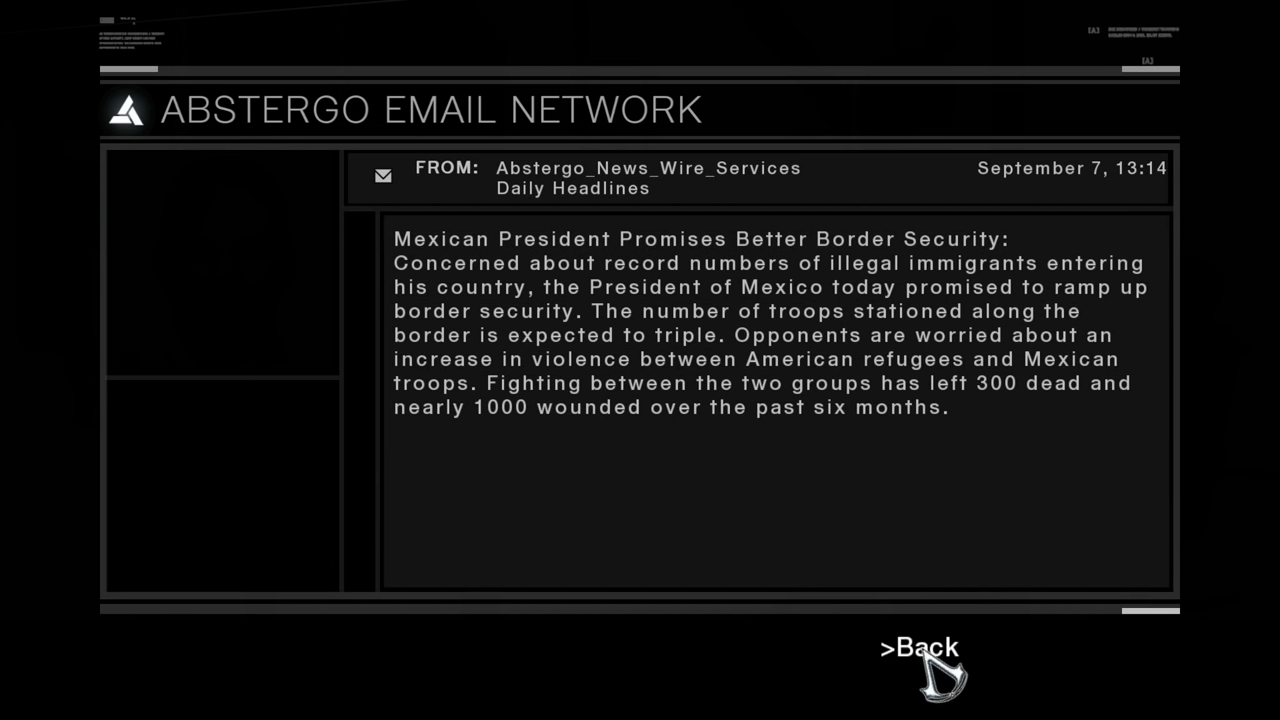 ABSTERGO EMAIL NETWORK
FROM: Abstergo_News_Wire_Services September 7, 13:14
Daily Headlines
Mexican President Promises Better Border Security:
Concerned about record numbers of illegal immigrants entering
his country, the President of Mexico today promised to ramp up
border security. The number of troops stationed along the
border is expected to triple. Opponents are worried about an
increase in violence between American refugees and Mexican
troops. Fighting between the two groups has left 300 dead and
nearly 1000 wounded over the past six months.
>Back